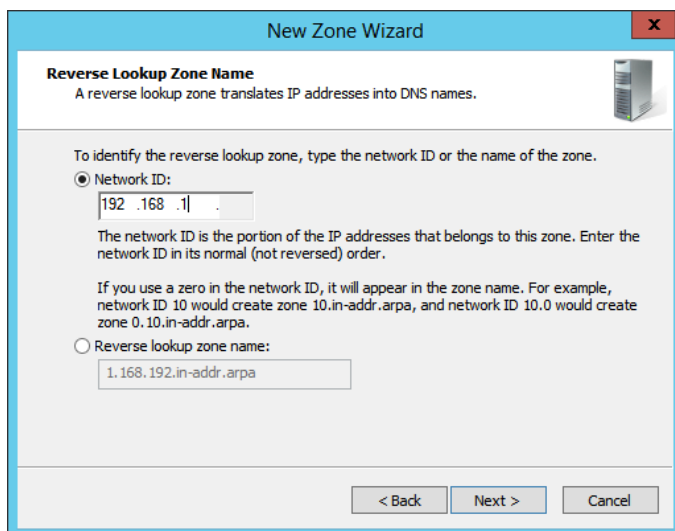 New Zone Wizard
x
Reverse Lookup Zone Name
A reverse lookup zone translates IP addresses into DNS names.
To identify the reverse lookup zone, type the network ID or the name of the zone.
Network ID:
192 .168 .1 .
The network ID is the portion of the IP addresses that belongs to this zone. Enter the
network ID in its normal (not reversed) order.
If you use a zero in the network ID, it will appear in the zone name. For example,
network ID 10 would create zone 10.in-addr.arpa, and network ID 10.0 would create
zone 0.10.in-addr.arpa.
Reverse lookup zone name:
1.168.192.in-addr.arpa
< Back Next > Cancel